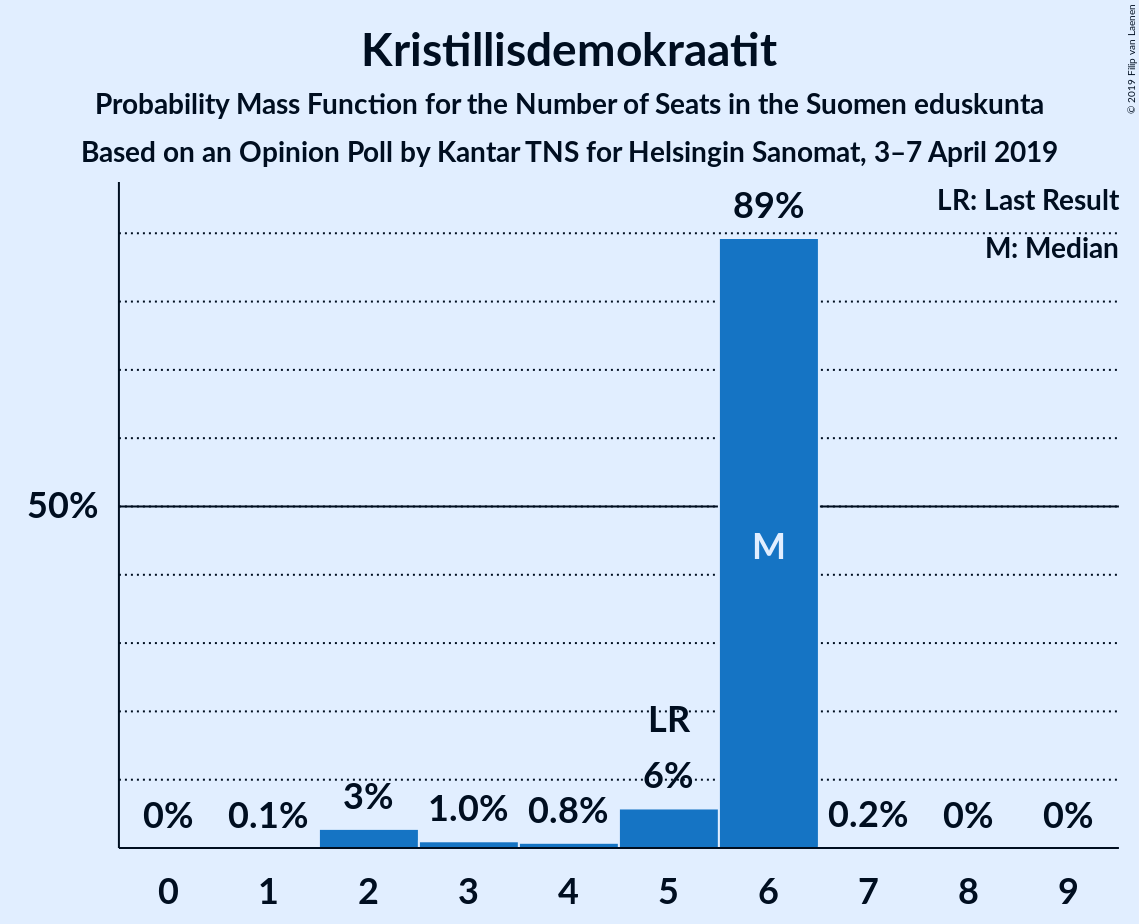 Kristillisdemokraatit
Probability Mass Function for the Number of Seats in the Suomen eduskunta
Based on an Opinion Poll by Kantar TNS for Helsingin Sanomat, 3–7 April 2019
© 2019 Filip van Laenen
LR: Last Result
M: Median
89%
50%
M
LR
6%
0% 0.1% 3% 1.0% 0.8% 0.2% 0% 0%
0 1 2 3 4 5 6 7 8 9